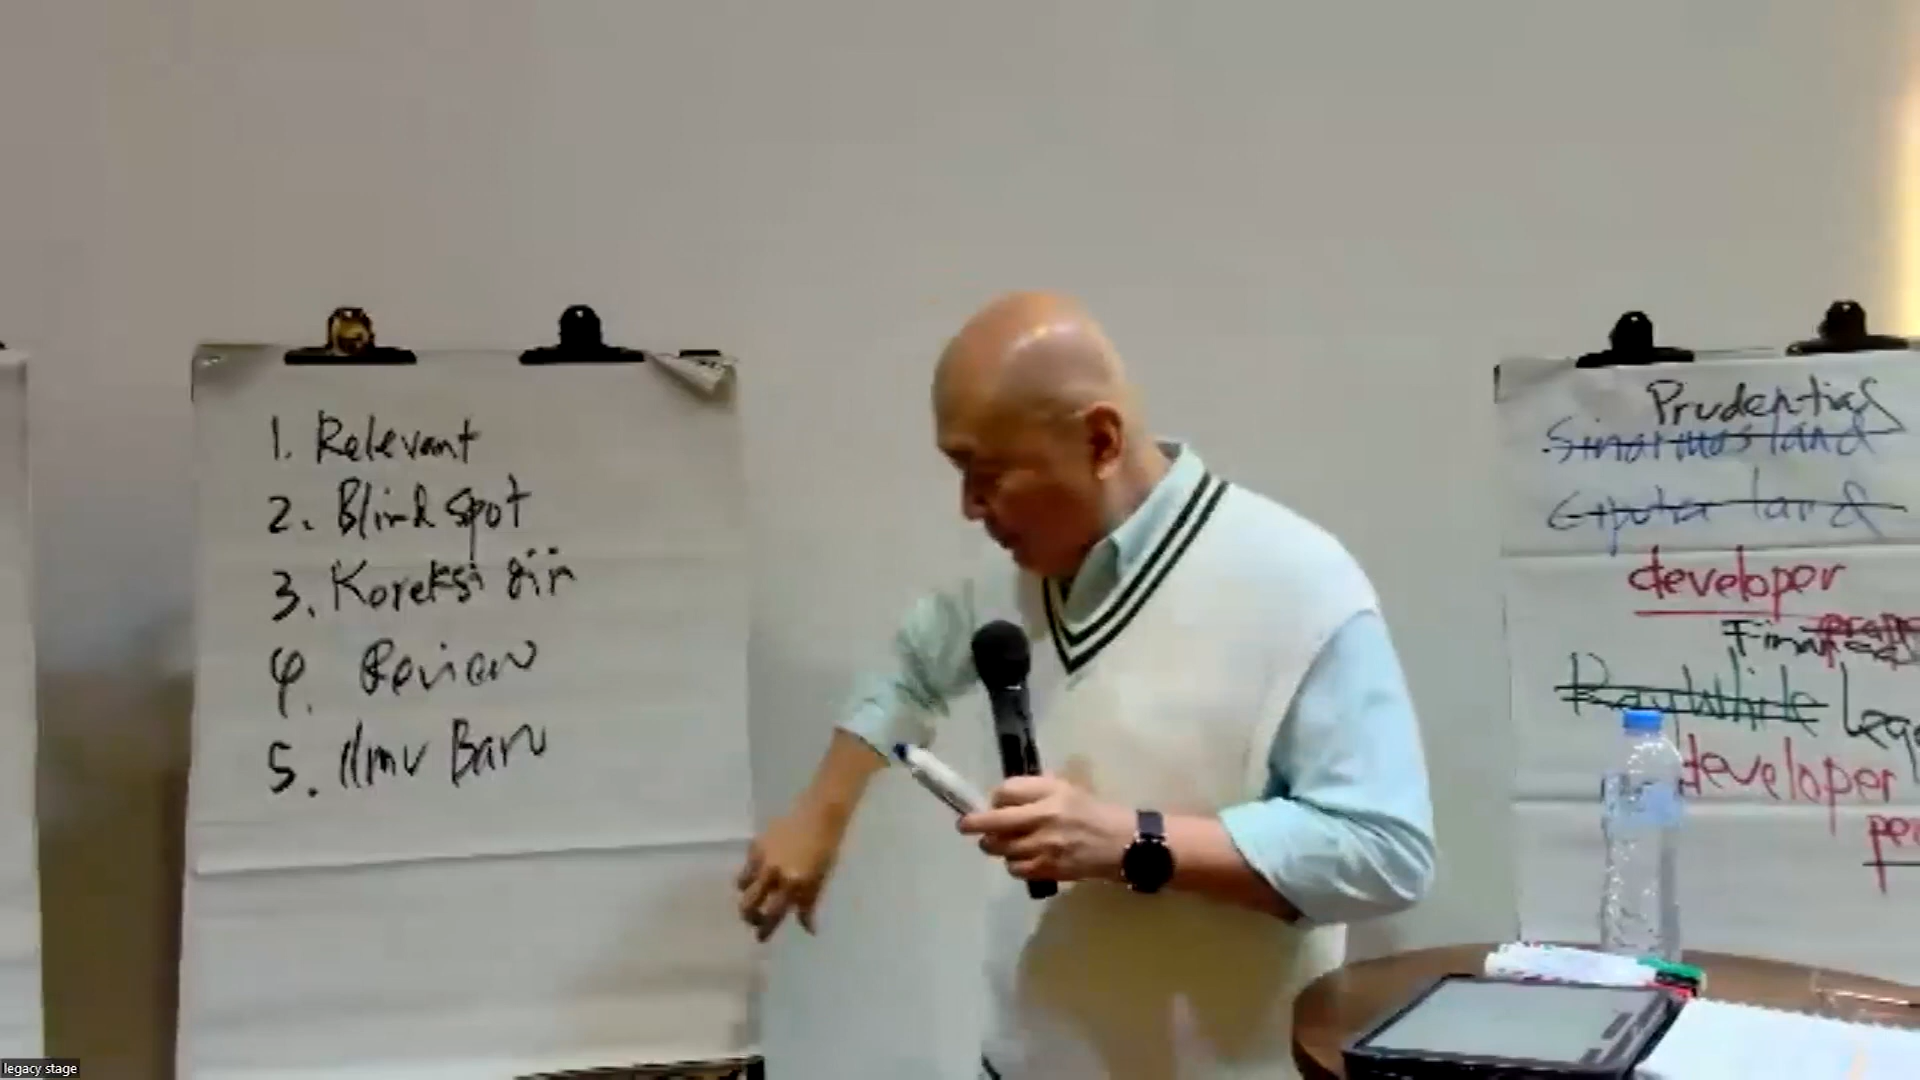 1. Relevant
2. Blind spot
3. Koreksi diri
4. Review
5. Ilmu Baru
Prudential
Sinarmas land
Ciputra land
developer
Finance
Ray White
developer
legacy stage